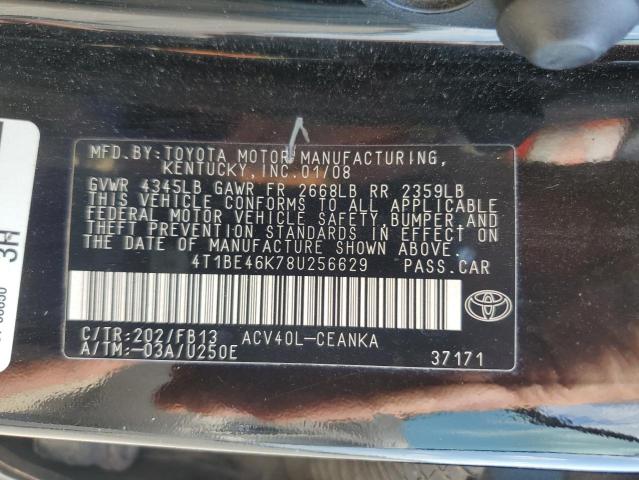 MFD.BY:TOYOTA MOTOR MANUFACTURING,
KENTUCKY, INC.01/08
GVWR 4345LB GAWR FR 2668LB RR 2359LB
THIS VEHICLE CONFORMS TO ALL APPLICABLE
FEDERAL MOTOR VEHICLE SAFETY, BUMPER AND
THEFT PREVENTION STANDARDS IN EFFECT ON
THE DATE OF MANUFACTURE SHOWN ABOVE.
4T1BE46K78U256629 PASS.CAR
C/TR:202/FB13 ACV40L-CEANKA
A/TM:-03A/U250E 37171